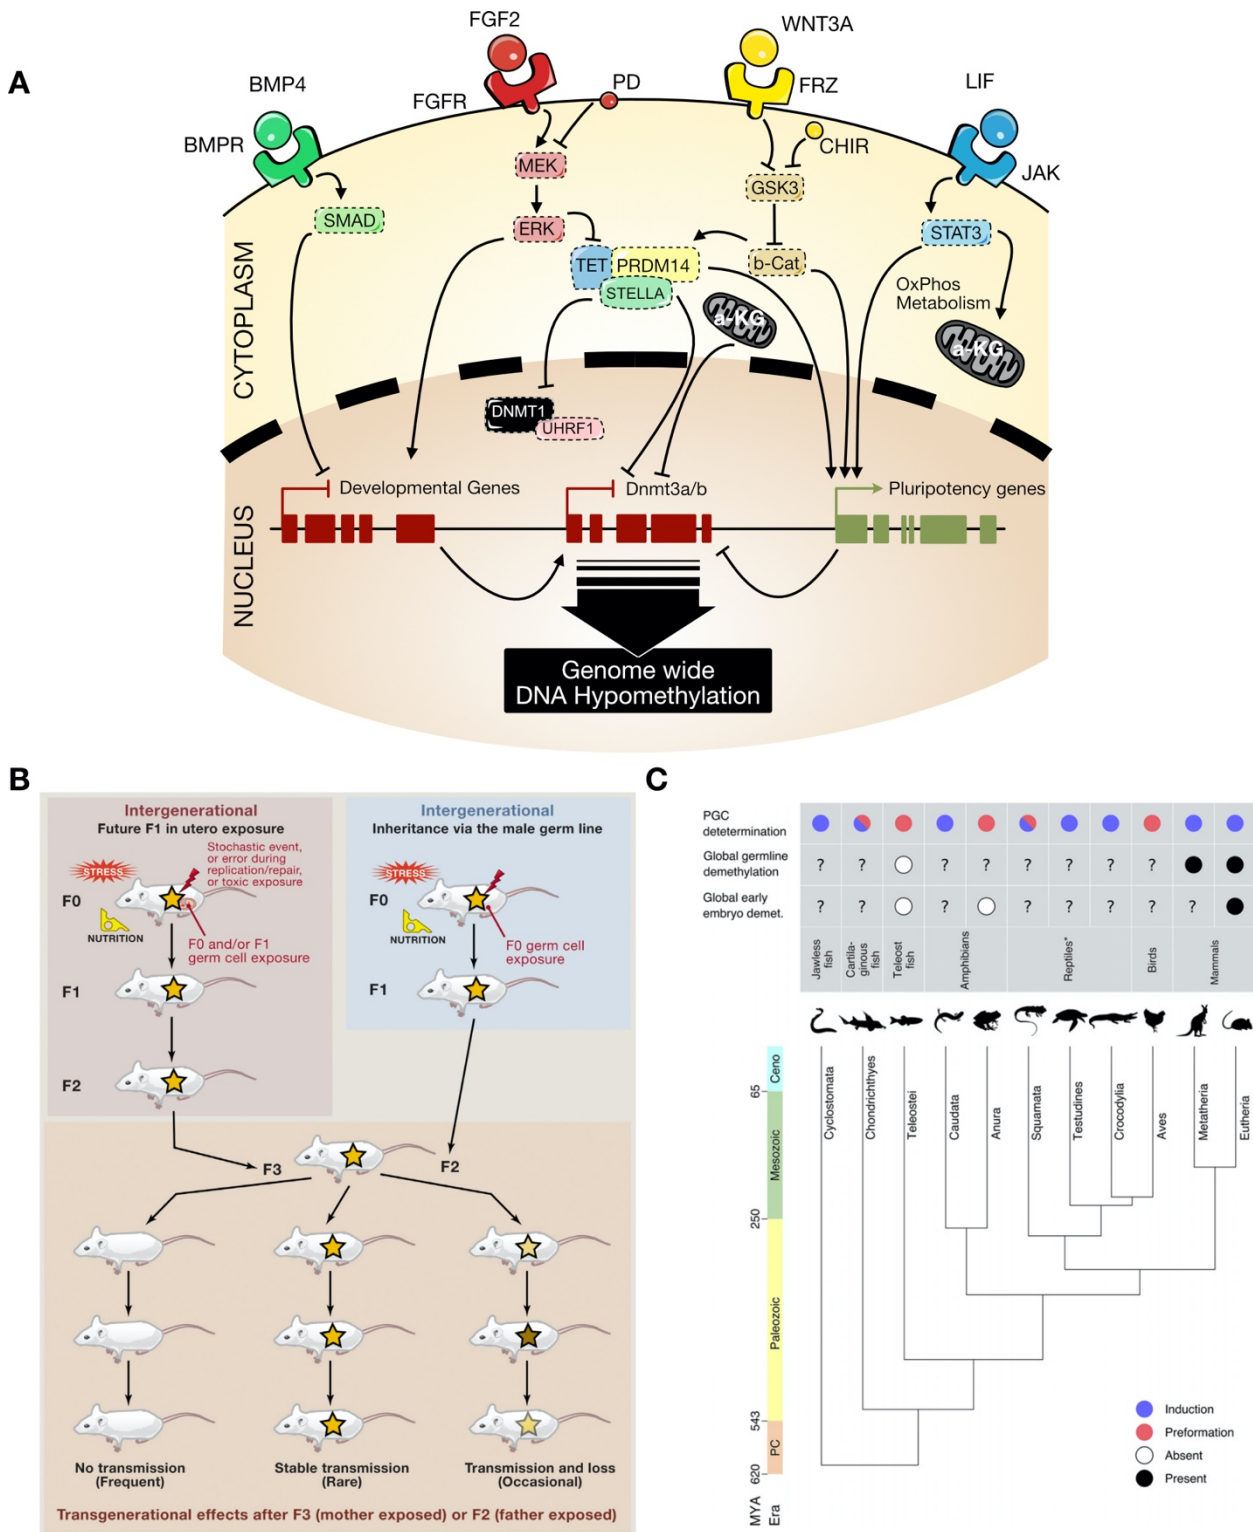 A
FGF2
WNT3A
BMP4
PD
LIF
FGFR
FRZ
BMPR
CHIR
JAK
MEK
GSK3
SMAD
ERK
STAT3
TET
PRDM14
b-Cat
STELLA
OxPhos
Metabolism
a-KG
a-KG
CYTOPLASM
DNMT1
UHRF1
NUCLEUS
Developmental Genes
Dnmt3a/b
Pluripotency genes
Genome wide
DNA Hypomethylation
B
Intergenerational
Future F1 in utero exposure
STRESS
Stochastic event,
or error during
replication/repair,
or toxic exposure
F0
NUTRITION
F0 and/or F1
germ cell exposure
F1
F2
Intergenerational
Inheritance via the male germ line
STRESS
F0
NUTRITION
F0 germ cell
exposure
F1
F3
F2
No transmission
(Frequent)
Stable transmission
(Rare)
Transmission and loss
(Occasional)
Transgenerational effects after F3 (mother exposed) or F2 (father exposed)
C
PGC
detetermination
Global germline
demethylation
? ? ? ? ? ? ? ?
Global early
embryo demet.
? ? ? ? ? ? ? ?
Jawless
fish
Cartila-
ginous
fish
Teleost
fish
Amphibians
Reptiles*
Birds
Mammals
Cyclostomata
Chondrichthyes
Teleostei
Caudata
Anura
Squamata
Testudines
Crocodylia
Aves
Metatheria
Eutheria
Ceno
65
Mesozoic
250
Paleozoic
543
PC
620
MYA
Era
Induction
Preformation
Absent
Present